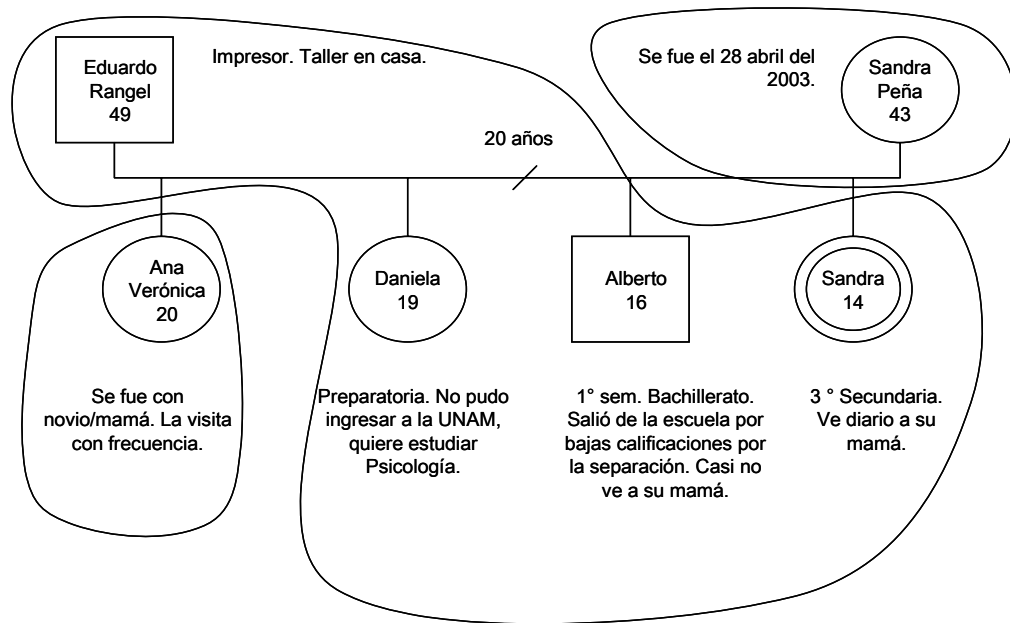 Eduardo
Rangel
49
Impresor. Taller en casa.
Se fue el 28 abril del
2003.
Sandra
Peña
43
20 años
Ana
Verónica
20
Daniela
19
Alberto
16
Sandra
14
Se fue con
novio/mamá. La visita
con frecuencia.
Preparatoria. No pudo
ingresar a la UNAM,
quiere estudiar
Psicología.
1° sem. Bachillerato.
Salió de la escuela por
bajas calificaciones por
la separación. Casi no
ve a su mamá.
3 ° Secundaria.
Ve diario a su
mamá.